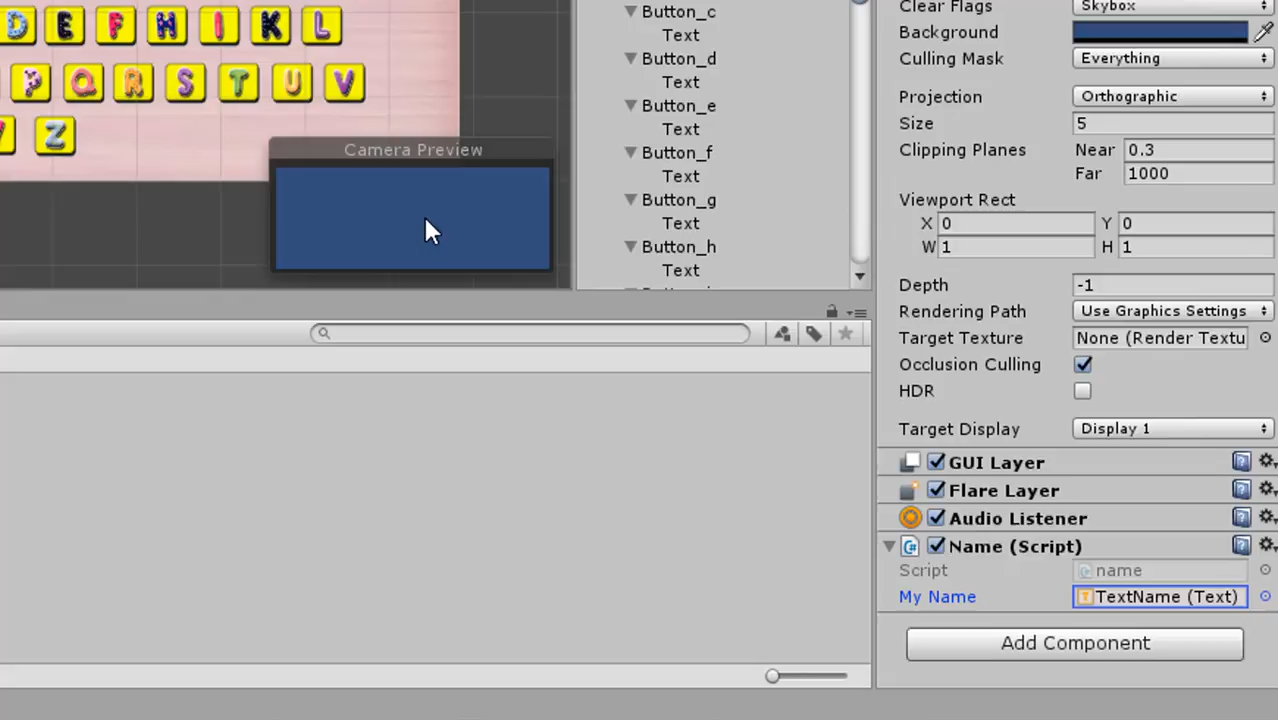 D E F H I K L
P Q R S T U V
Z
Camera Preview
Button_c
Text
Button_d
Text
Button_e
Text
Button_f
Text
Button_g
Text
Button_h
Text
Clear Flags Skybox
Background
Culling Mask Everything
Projection Orthographic
Size 5
Clipping Planes Near 0.3
Far 1000
Viewport Rect
X 0 Y 0
W 1 H 1
Depth -1
Rendering Path Use Graphics Settings
Target Texture None (Render Textu
Occlusion Culling
HDR
Target Display Display 1
GUI Layer
Flare Layer
Audio Listener
Name (Script)
Script name
My Name TextName (Text)
Add Component